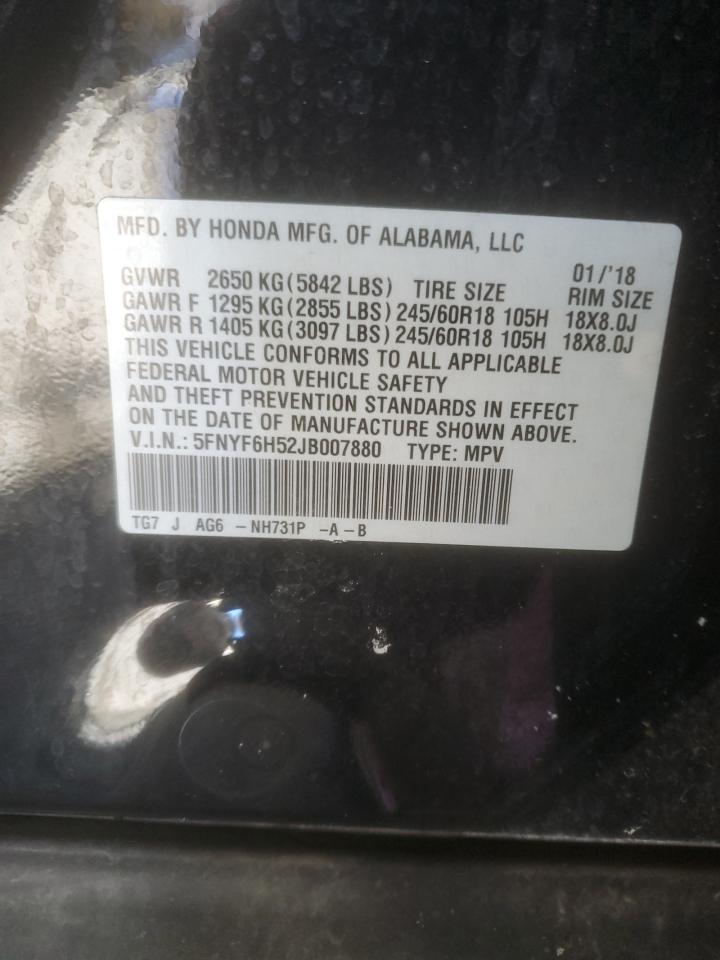 MFD. BY HONDA MFG. OF ALABAMA, LLC
01/'18
GVWR 2650 KG (5842 LBS) TIRE SIZE RIM SIZE
GAWR F 1295 KG (2855 LBS) 245/60R18 105H 18X8.0J
GAWR R 1405 KG (3097 LBS) 245/60R18 105H 18X8.0J
THIS VEHICLE CONFORMS TO ALL APPLICABLE
FEDERAL MOTOR VEHICLE SAFETY
AND THEFT PREVENTION STANDARDS IN EFFECT
ON THE DATE OF MANUFACTURE SHOWN ABOVE.
V.I.N.: 5FNYF6H52JB007880 TYPE: MPV
TG7 J AG6 -NH731P -A-B